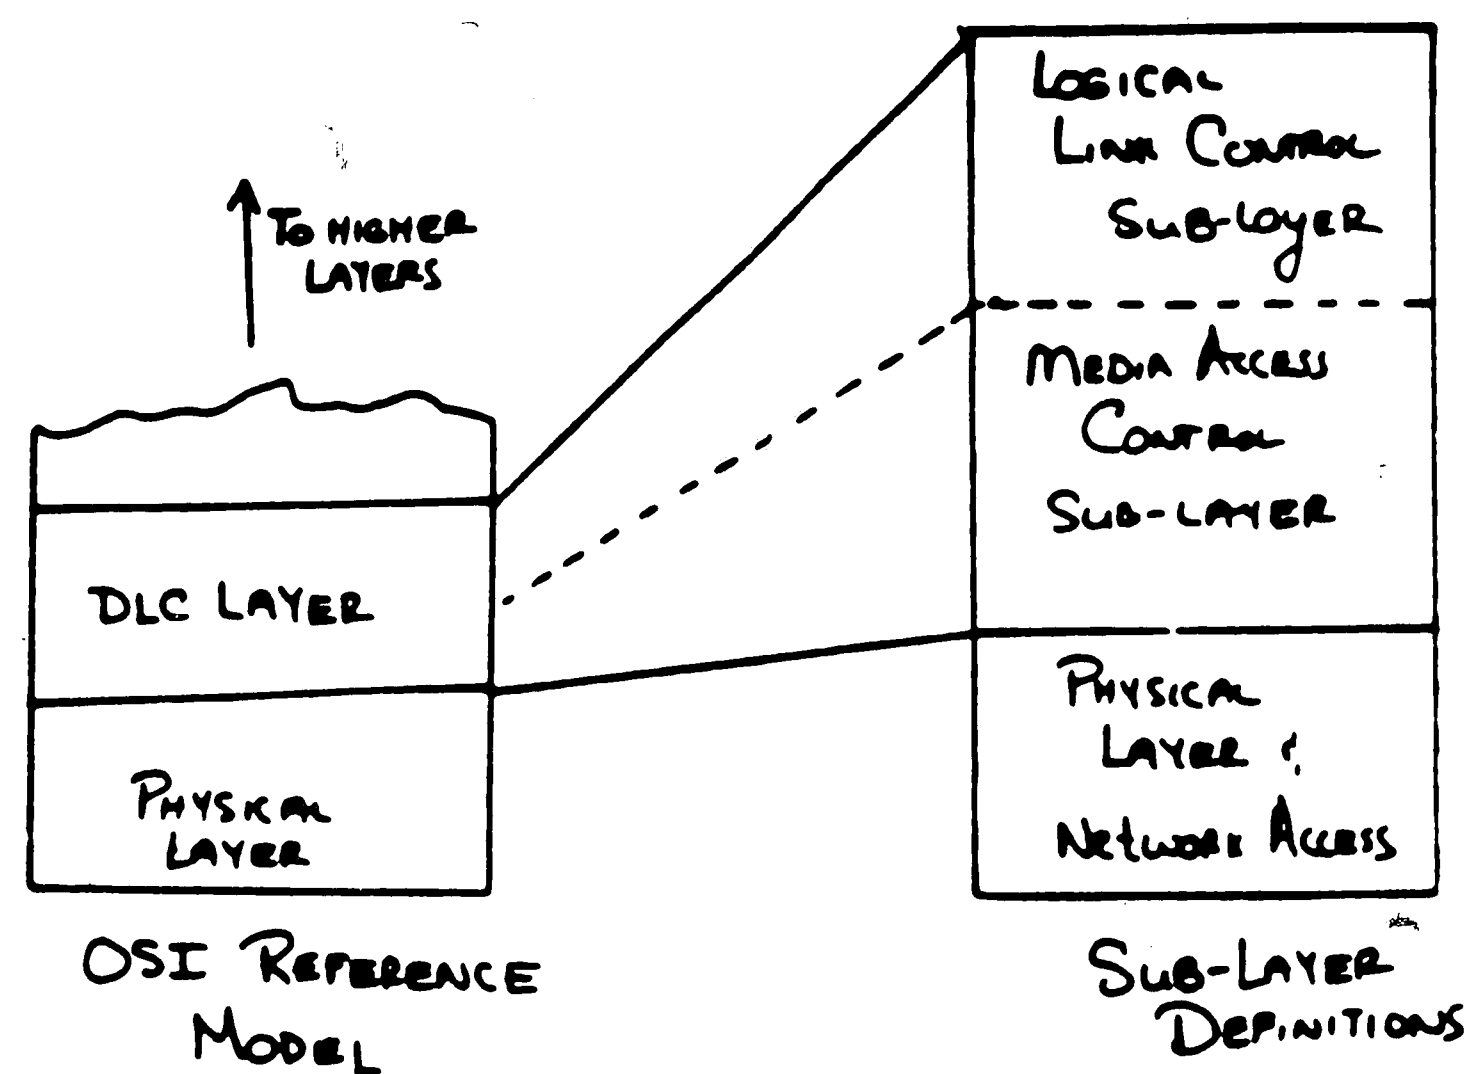 To HIGHER
LAYERS
DLC LAYER
PHYSICAL
LAYER
OSI REFERENCE
MODEL
LOGICAL
LINK CONTROL
SUB-LAYER
MEDIA ACCESS
CONTROL
SUB-LAYER
PHYSICAL
LAYER &
NETWORK ACCESS
SUB-LAYER
DEFINITIONS